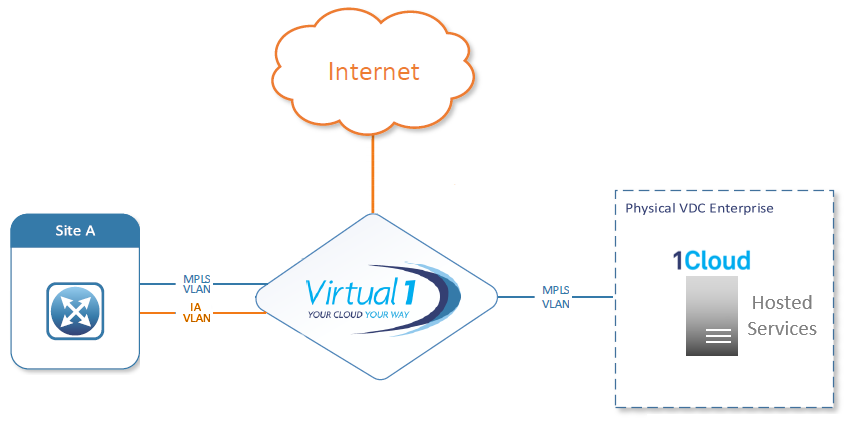 Internet
Physical VDC Enterprise
Site A
1Cloud
MPLS
VLAN
Virtual 1
MPLS
VLAN
Hosted
Services
IA
VLAN
YOUR CLOUD YOUR WAY